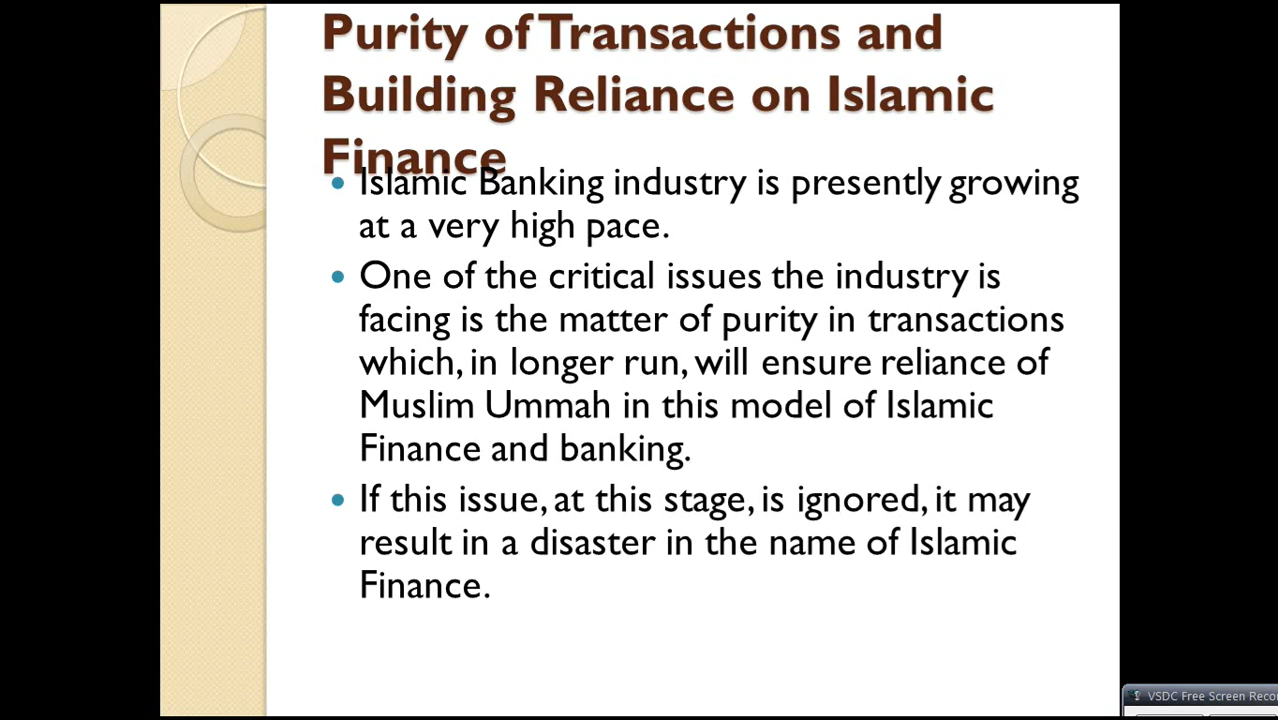 Purity of Transactions and
Building Reliance on Islamic
Finance
• Islamic Banking industry is presently growing
at a very high pace.
• One of the critical issues the industry is
facing is the matter of purity in transactions
which, in longer run, will ensure reliance of
Muslim Ummah in this model of Islamic
Finance and banking.
• If this issue, at this stage, is ignored, it may
result in a disaster in the name of Islamic
Finance.
VSDC Free Screen Reco